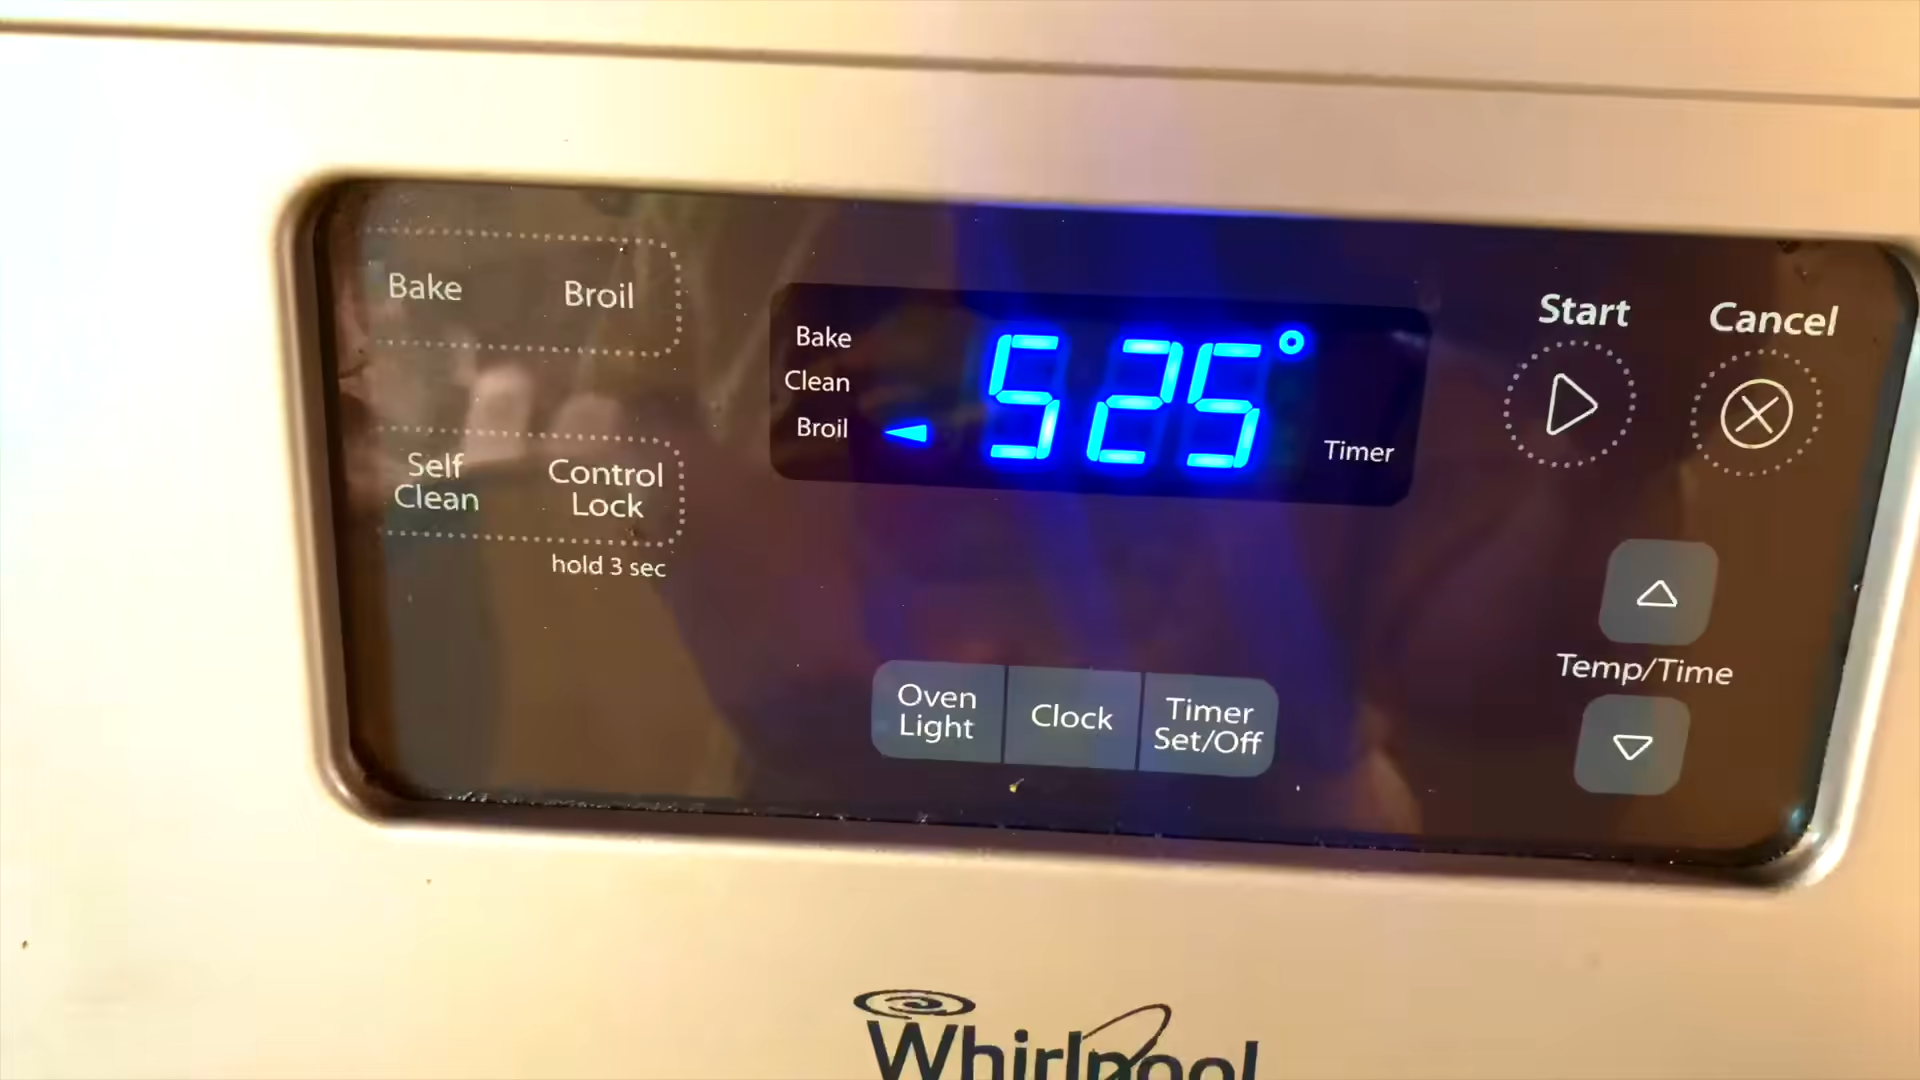 Bake Broil
Self
Clean
Control
Lock
hold 3 sec
Bake
Clean
Broil
525°
Timer
Start
Cancel
Temp/Time
Oven
Light
Clock
Timer
Set/Off
Whirlpool